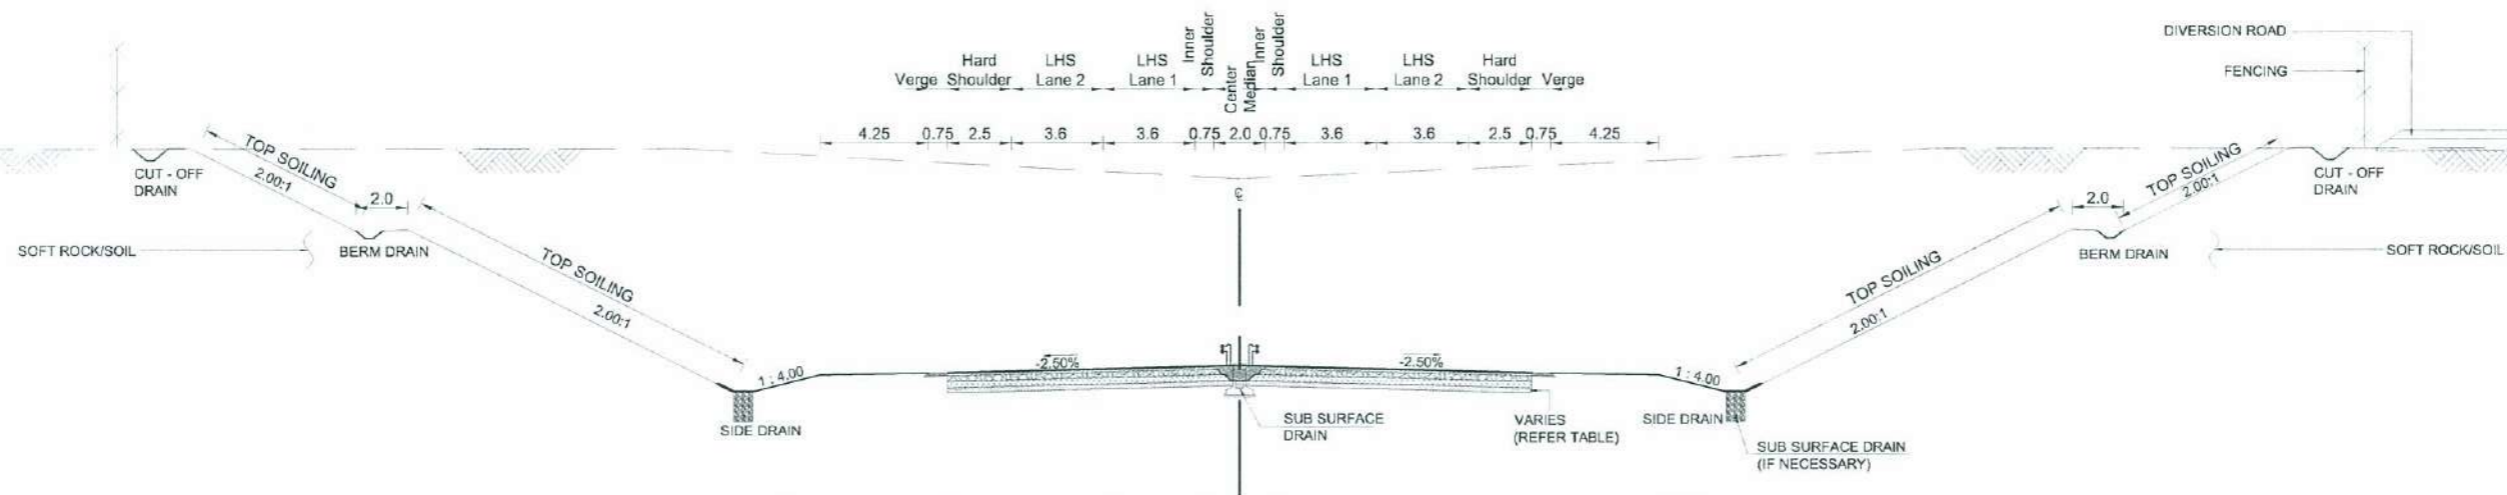 DIVERSION ROAD
FENCING
Verge
Hard
Shoulder
LHS
Lane 2
LHS
Lane 1
Inner
Shoulder
Center
Median
Inner
Shoulder
LHS
Lane 1
LHS
Lane 2
Hard
Shoulder
Verge
4.25 0.75 2.5 3.6 3.6 0.75 2.0 0.75 3.6 3.6 2.5 0.75 4.25
TOP SOILING
2.00:1
CUT - OFF
DRAIN
2.0
BERM DRAIN
SOFT ROCK/SOIL
TOP SOILING
2.00:1
1 : 4.00
SIDE DRAIN
℄
-2.50%
-2.50%
SUB SURFACE
DRAIN
VARIES
(REFER TABLE)
1 : 4.00
SIDE DRAIN
SUB SURFACE DRAIN
(IF NECESSARY)
TOP SOILING
2.00:1
2.0
BERM DRAIN
TOP SOILING
2.00:1
CUT - OFF
DRAIN
SOFT ROCK/SOIL